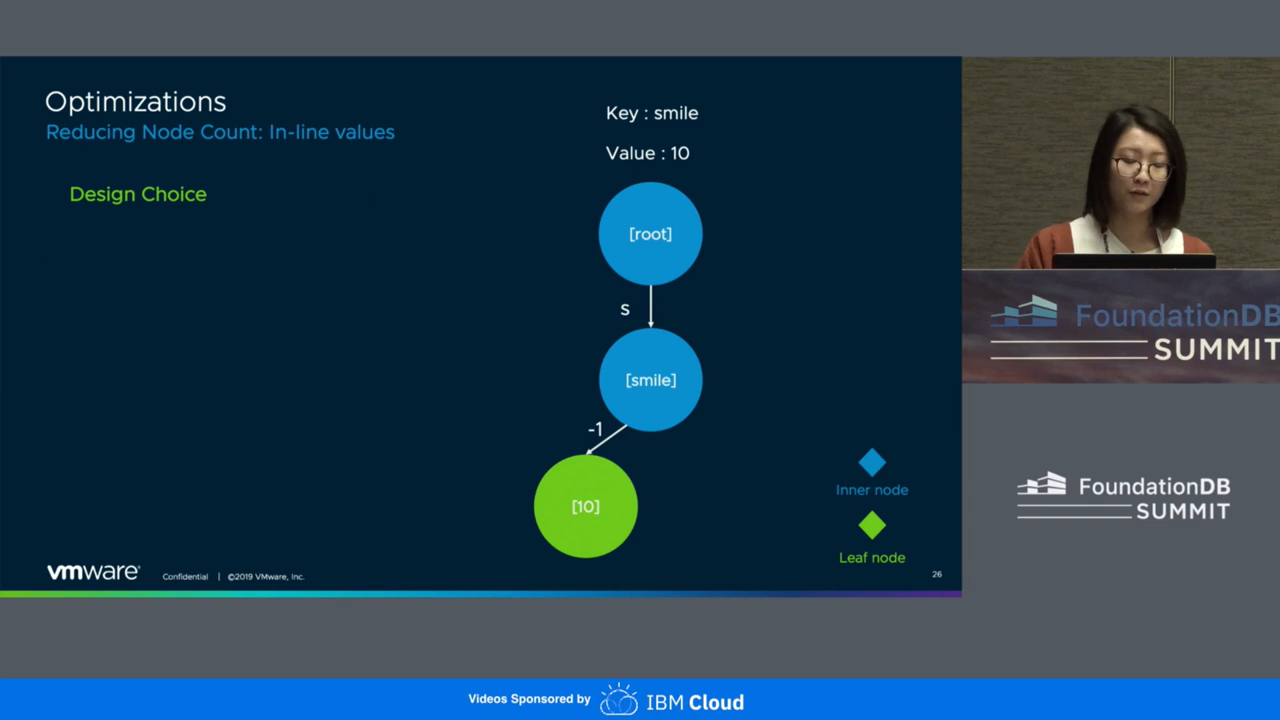 Optimizations
Reducing Node Count: In-line values
Design Choice
Key : smile
Value : 10
[root]
s
[smile]
-1
[10]
Inner node
Leaf node
vmware
Confidential | ©2019 VMware, Inc.
26
FoundationDB
SUMMIT
FoundationDB
SUMMIT
Videos Sponsored by IBM Cloud